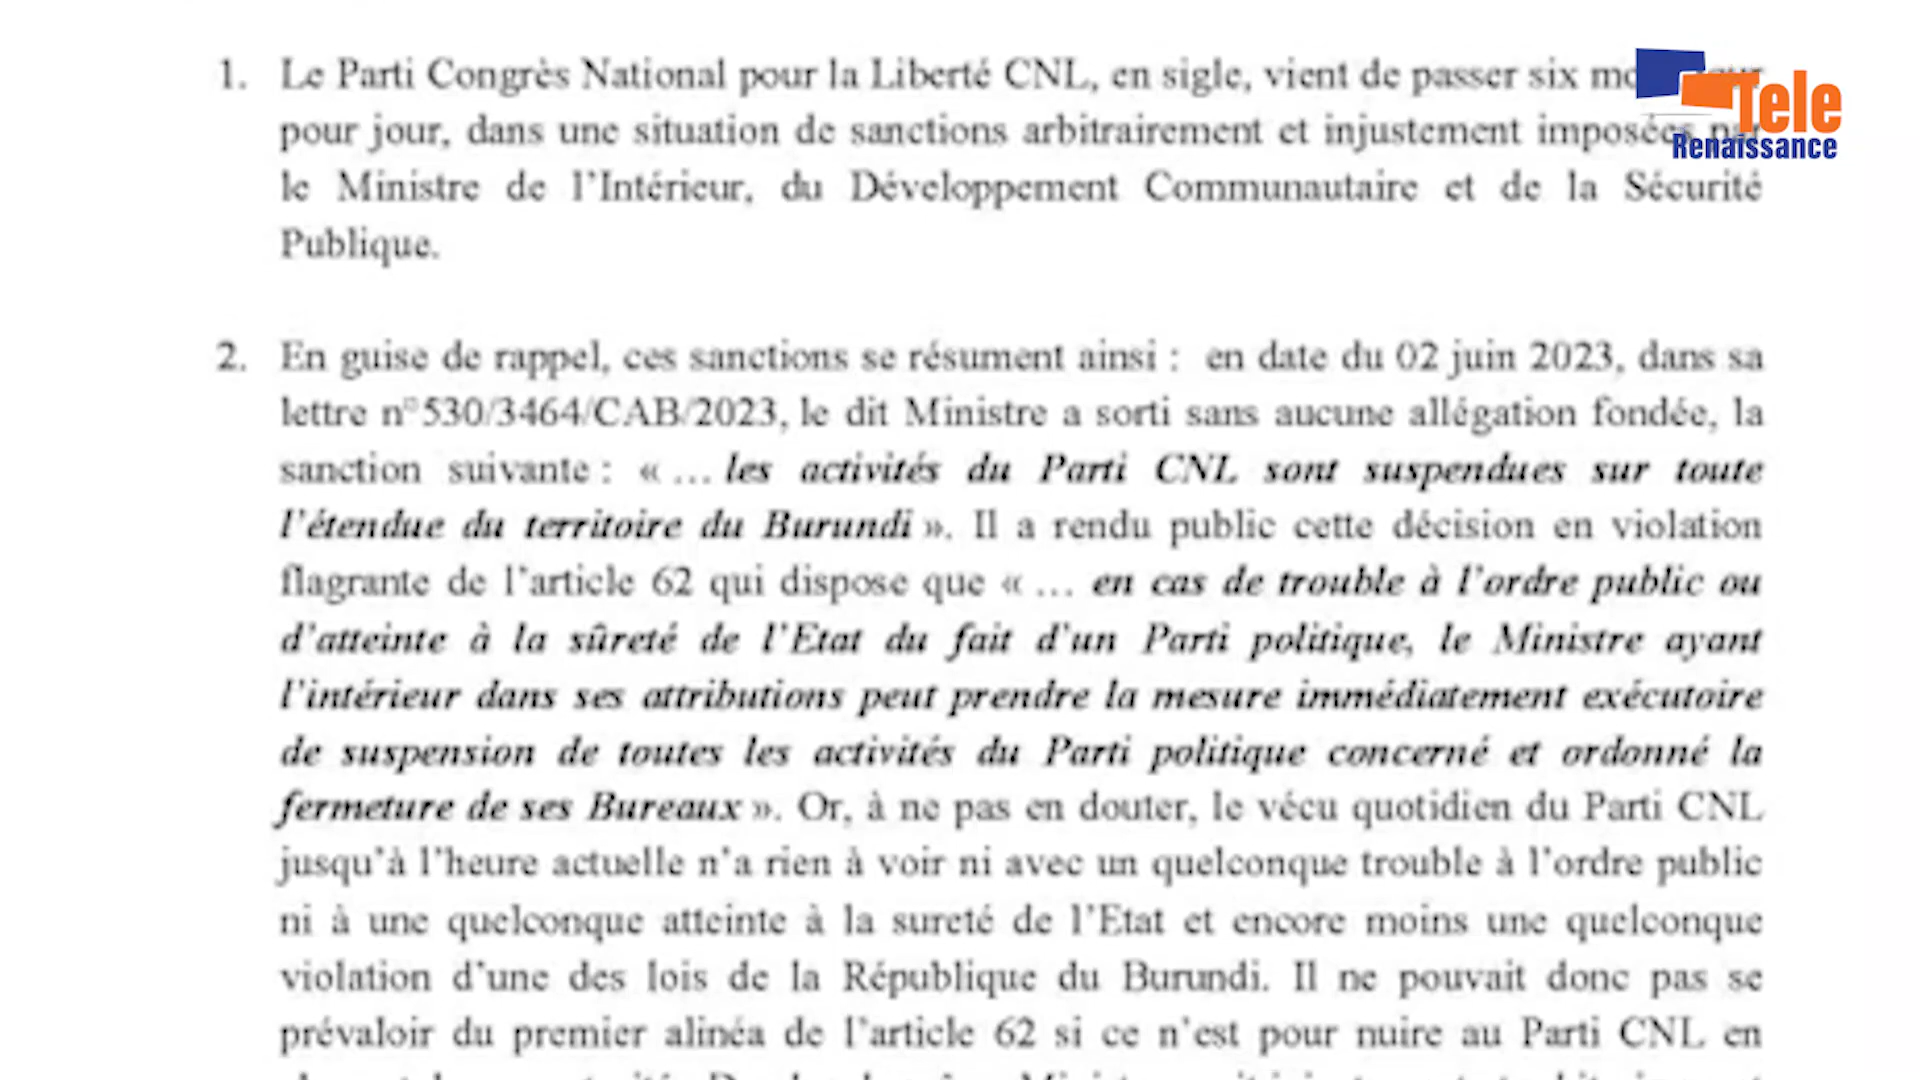 1. Le Parti Congrès National pour la Liberté CNL, en sigle, vient de passer six
pour jour, dans une situation de sanctions arbitrairement et injustement imposées par
le Ministre de l'Intérieur, du Développement Communautaire et de la Sécurité
Publique.
2. En guise de rappel, ces sanctions se résument ainsi : en date du 02 juin 2023, dans sa
lettre n°530/3464/CAB/2023, le dit Ministre a sorti sans aucune allégation fondée, la
sanction suivante : « … les activités du Parti CNL sont suspendues sur toute
l'étendue du territoire du Burundi ». Il a rendu public cette décision en violation
flagrante de l'article 62 qui dispose que « … en cas de trouble à l'ordre public ou
d'atteinte à la sûreté de l'Etat du fait d'un Parti politique, le Ministre ayant
l'intérieur dans ses attributions peut prendre la mesure immédiatement exécutoire
de suspension de toutes les activités du Parti politique concerné et ordonné la
fermeture de ses Bureaux ». Or, à ne pas en douter, le vécu quotidien du Parti CNL
jusqu'à l'heure actuelle n'a rien à voir ni avec un quelconque trouble à l'ordre public
ni à une quelconque atteinte à la sureté de l'Etat et encore moins une quelconque
violation d'une des lois de la République du Burundi. Il ne pouvait donc pas se
prévaloir du premier alinéa de l'article 62 si ce n'est pour nuire au Parti CNL en
Tele
Renaissance